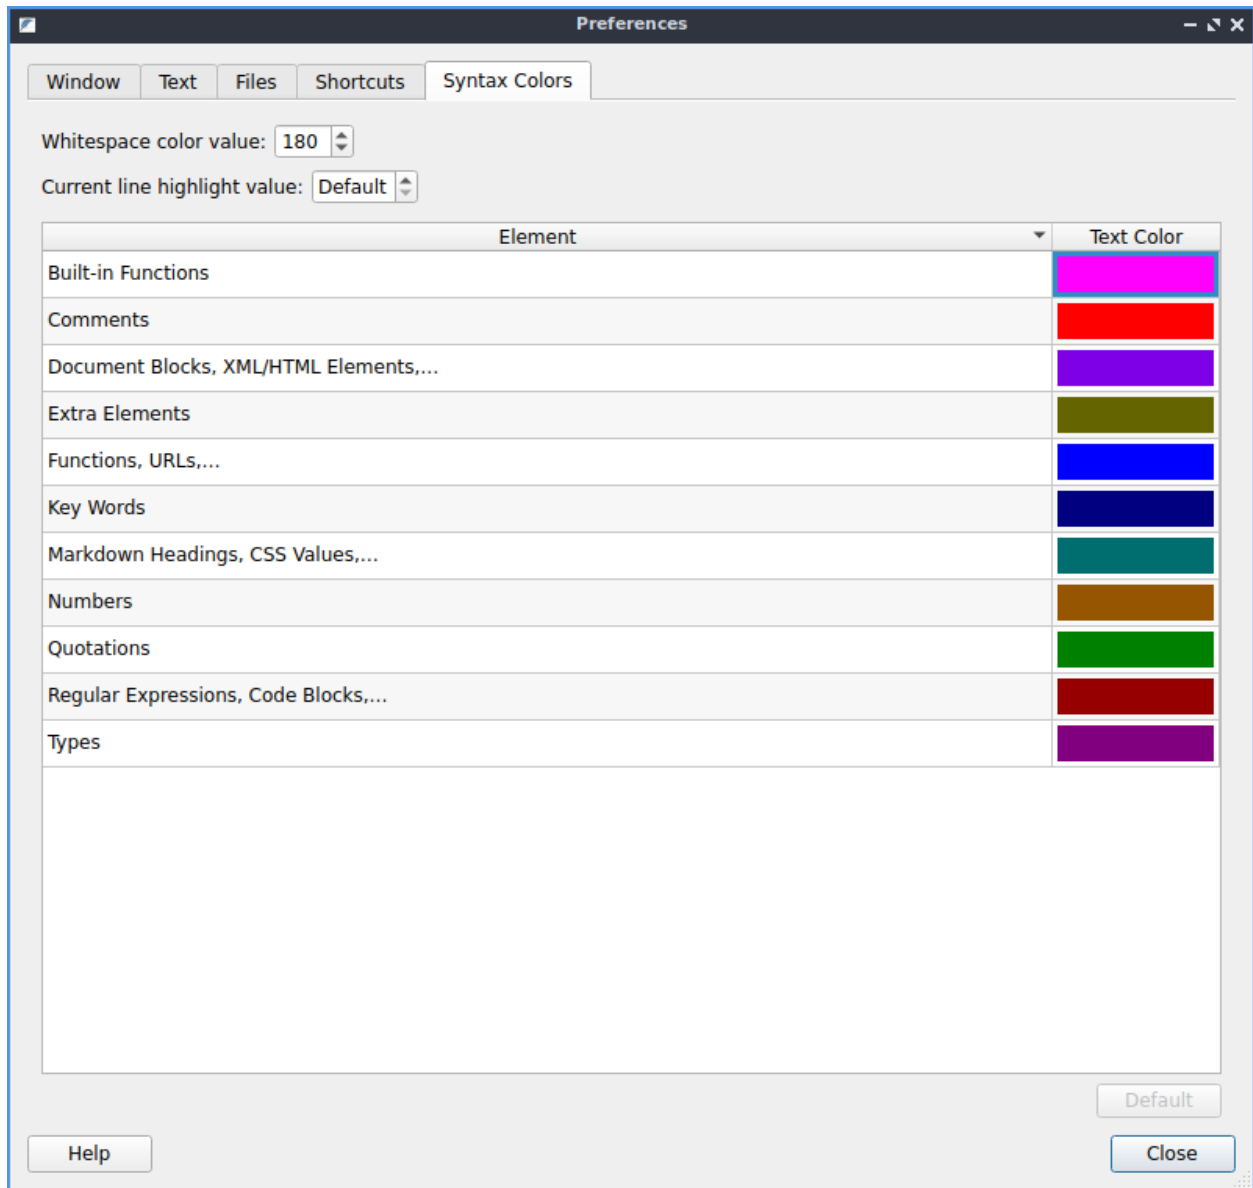 Preferences
Window Text Files Shortcuts Syntax Colors
Whitespace color value: 180
Current line highlight value: Default
Element Text Color
Built-in Functions
Comments
Document Blocks, XML/HTML Elements,...
Extra Elements
Functions, URLs,...
Key Words
Markdown Headings, CSS Values,...
Numbers
Quotations
Regular Expressions, Code Blocks,...
Types
Default
Help Close